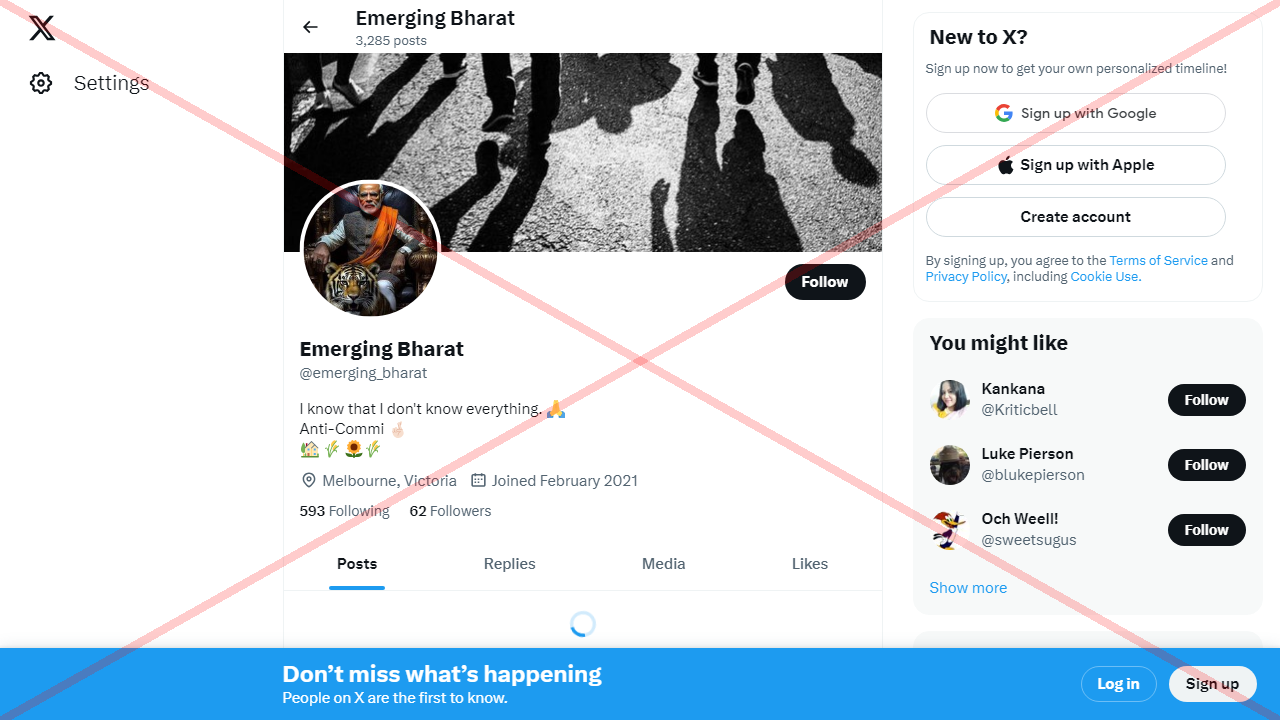 Settings
Emerging Bharat
3,285 posts
Follow
Emerging Bharat
@emerging_bharat
I know that I don't know everything. 🙏
Anti-Commi 🤞🏻
🏡🌾🌻🌾
Melbourne, Victoria Joined February 2021
593 Following 62 Followers
Posts Replies Media Likes
New to X?
Sign up now to get your own personalized timeline!
Sign up with Google
Sign up with Apple
Create account
By signing up, you agree to the Terms of Service and
Privacy Policy, including Cookie Use.
You might like
Kankana
@Kriticbell
Follow
Luke Pierson
@blukepierson
Follow
Och Weell!
@sweetsugus
Follow
Show more
Don’t miss what’s happening
People on X are the first to know.
Log in
Sign up